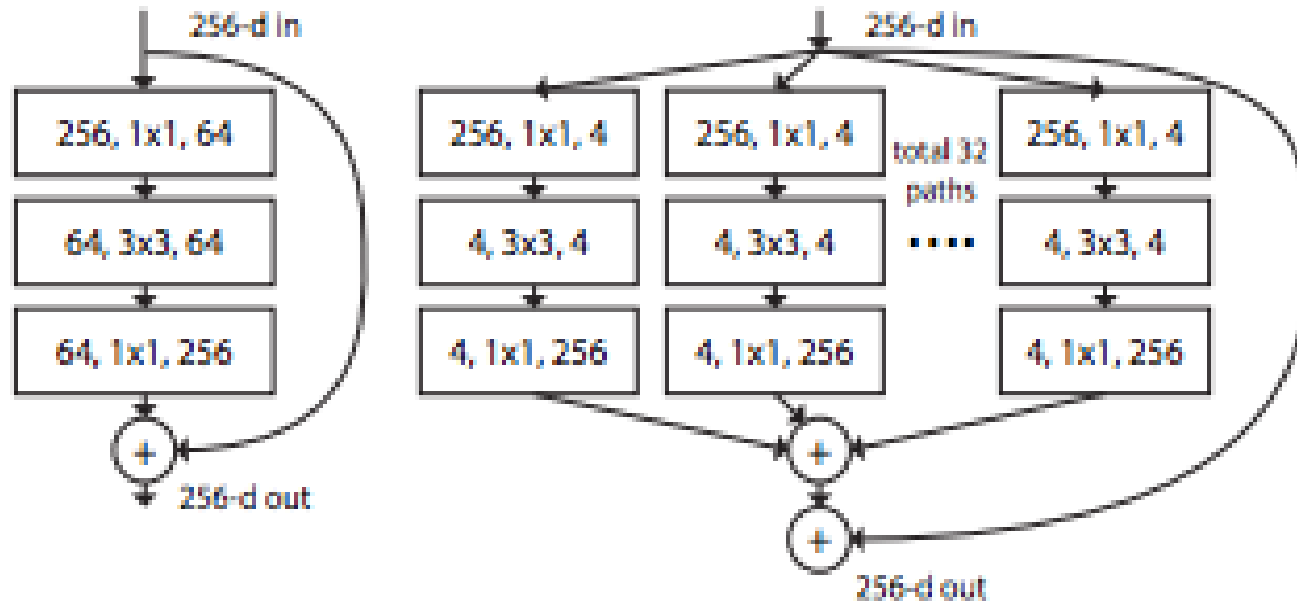 256-d in
256, 1x1, 64
64, 3x3, 64
64, 1x1, 256
+
256-d out
256-d in
256, 1x1, 4
256, 1x1, 4
total 32
paths
256, 1x1, 4
4, 3x3, 4
4, 3x3, 4
....
4, 3x3, 4
4, 1x1, 256
4, 1x1, 256
4, 1x1, 256
+
+
256-d out